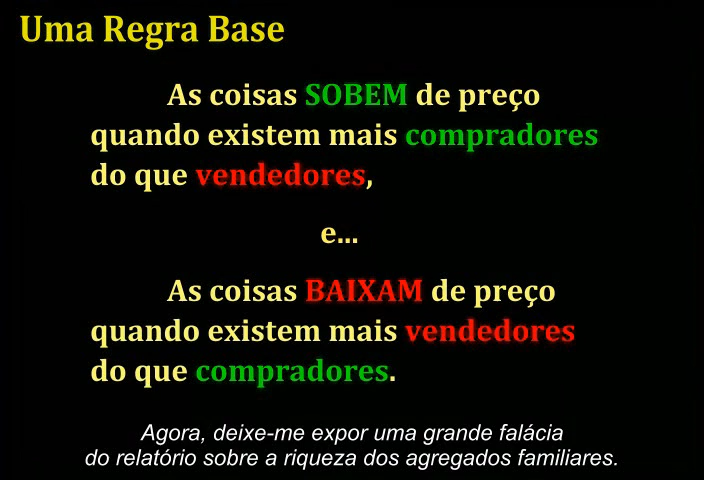 Uma Regra Base
As coisas SOBEM de preço
quando existem mais compradores
do que vendedores,
e...
As coisas BAIXAM de preço
quando existem mais vendedores
do que compradores.
Agora, deixe-me expor uma grande falácia
do relatório sobre a riqueza dos agregados familiares.